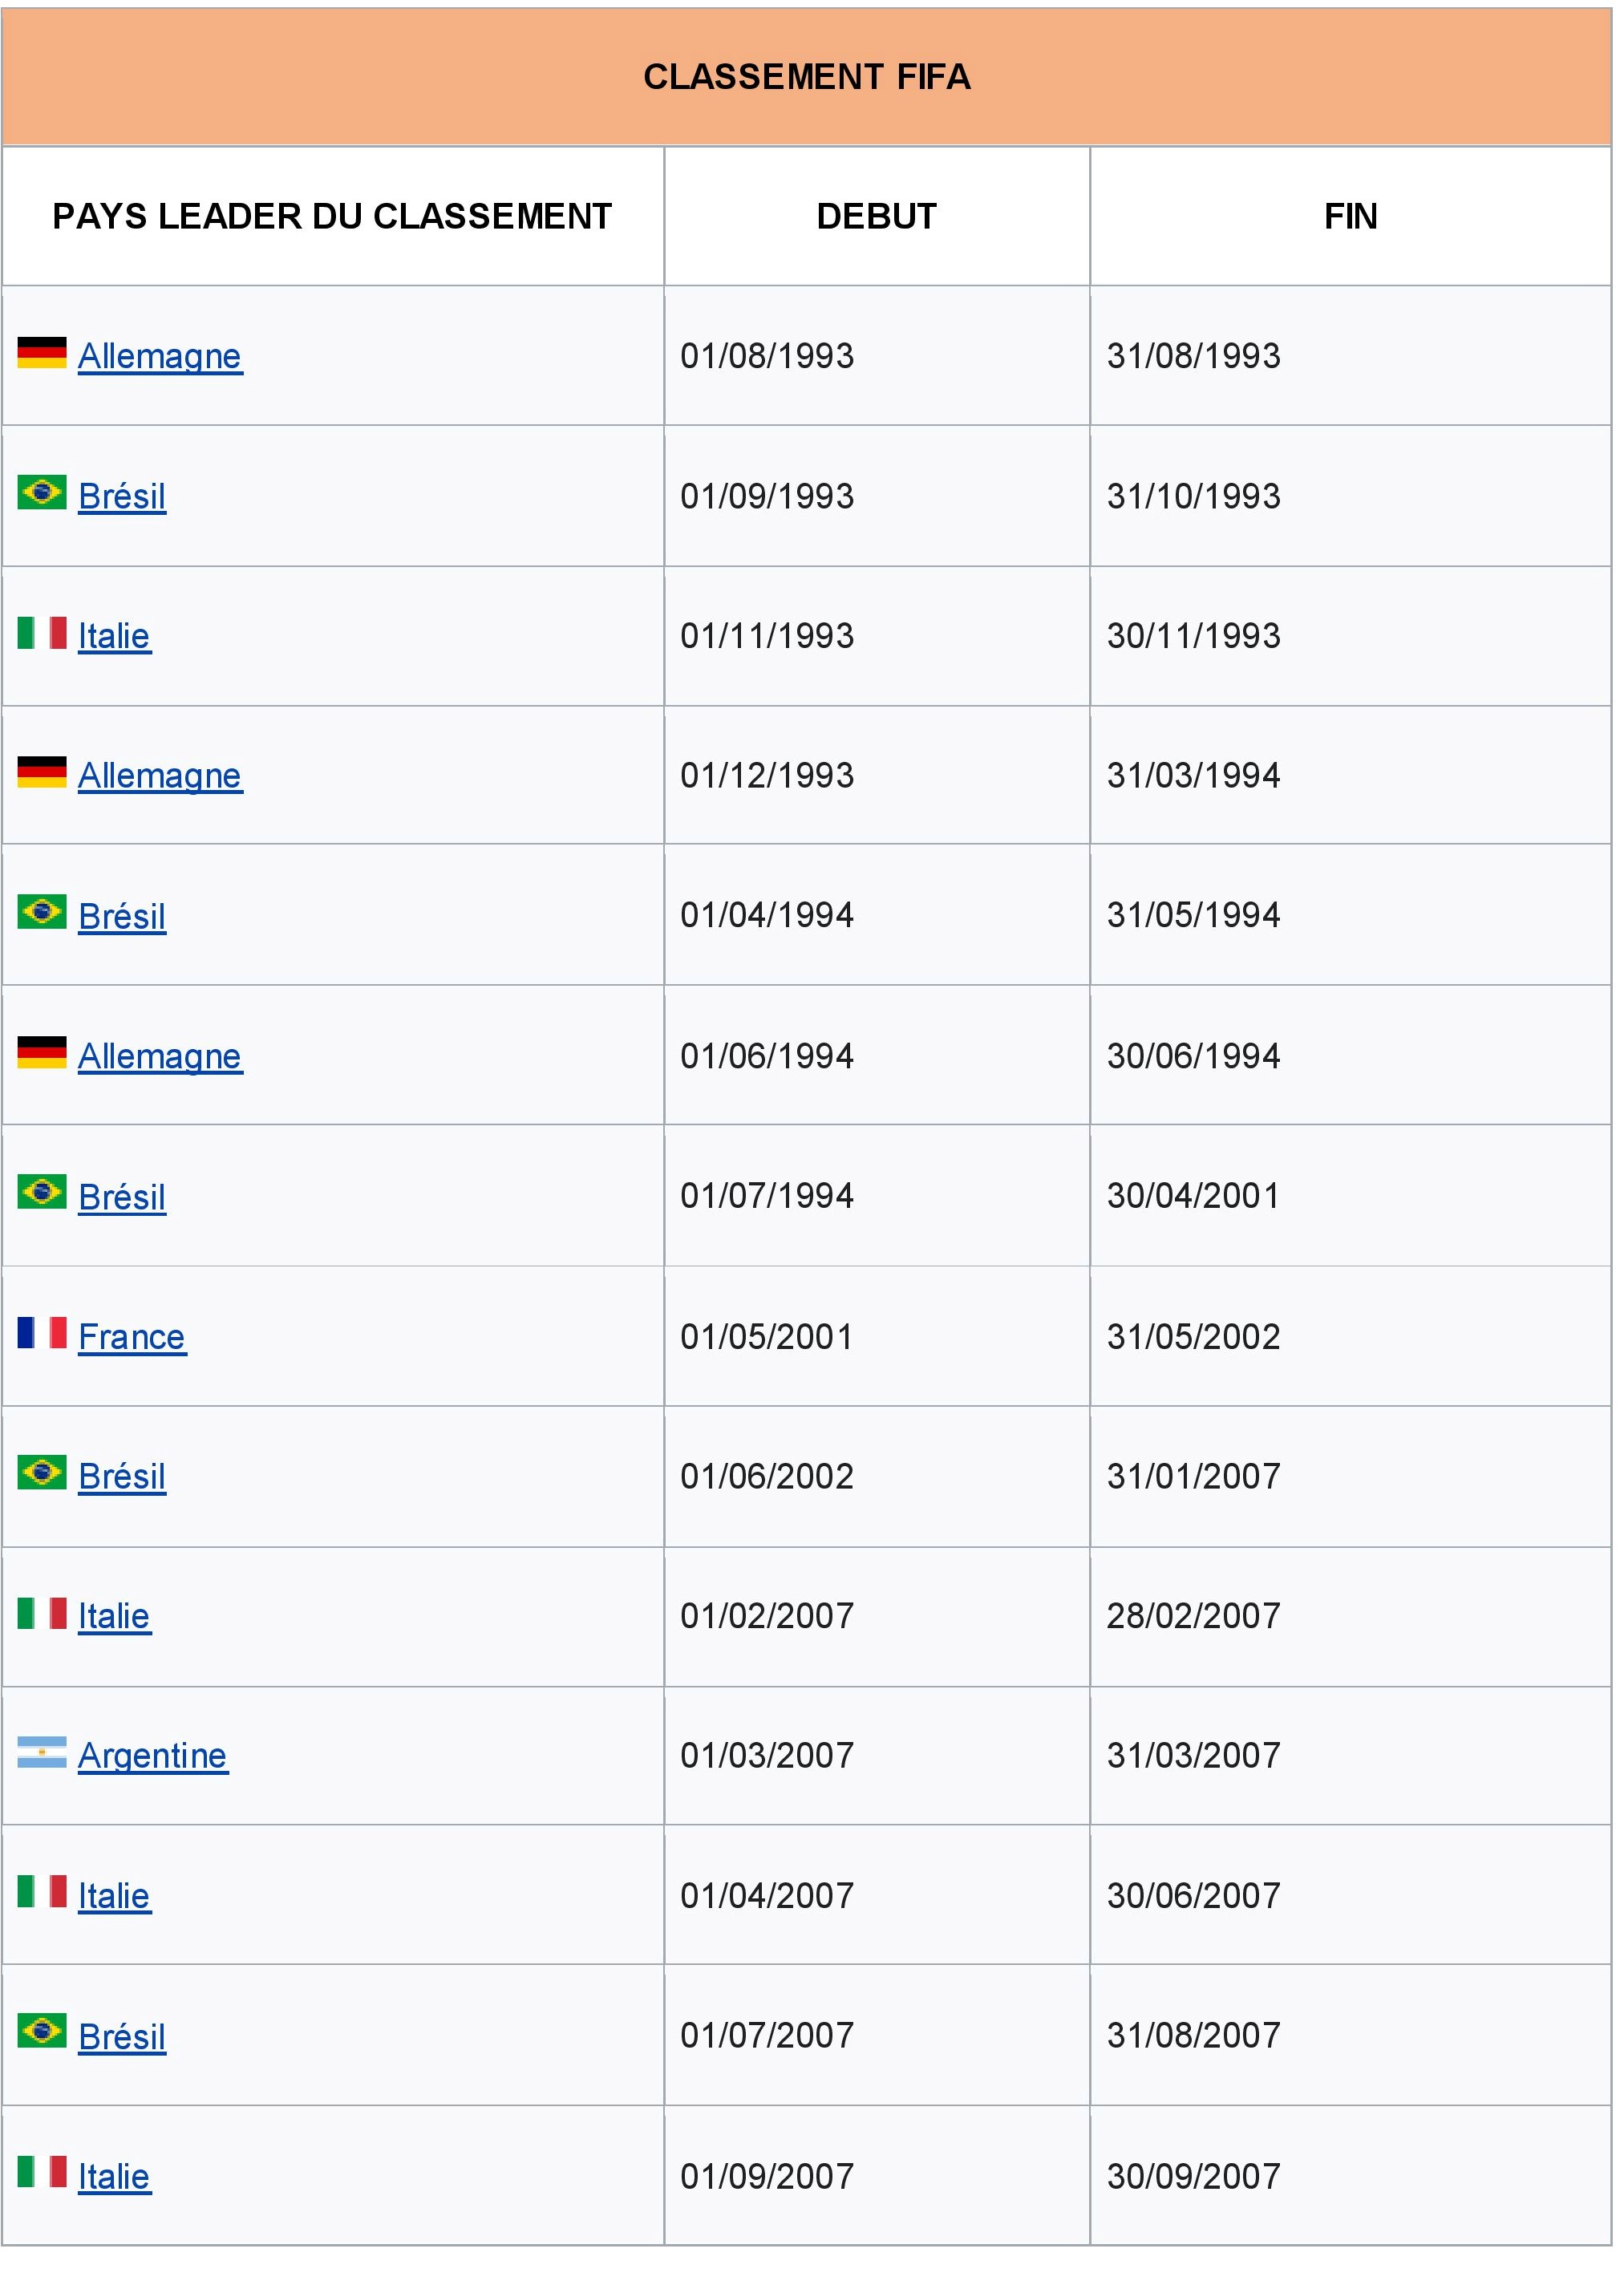 CLASSEMENT FIFA
PAYS LEADER DU CLASSEMENT DEBUT FIN
Allemagne 01/08/1993 31/08/1993
Brésil 01/09/1993 31/10/1993
Italie 01/11/1993 30/11/1993
Allemagne 01/12/1993 31/03/1994
Brésil 01/04/1994 31/05/1994
Allemagne 01/06/1994 30/06/1994
Brésil 01/07/1994 30/04/2001
France 01/05/2001 31/05/2002
Brésil 01/06/2002 31/01/2007
Italie 01/02/2007 28/02/2007
Argentine 01/03/2007 31/03/2007
Italie 01/04/2007 30/06/2007
Brésil 01/07/2007 31/08/2007
Italie 01/09/2007 30/09/2007